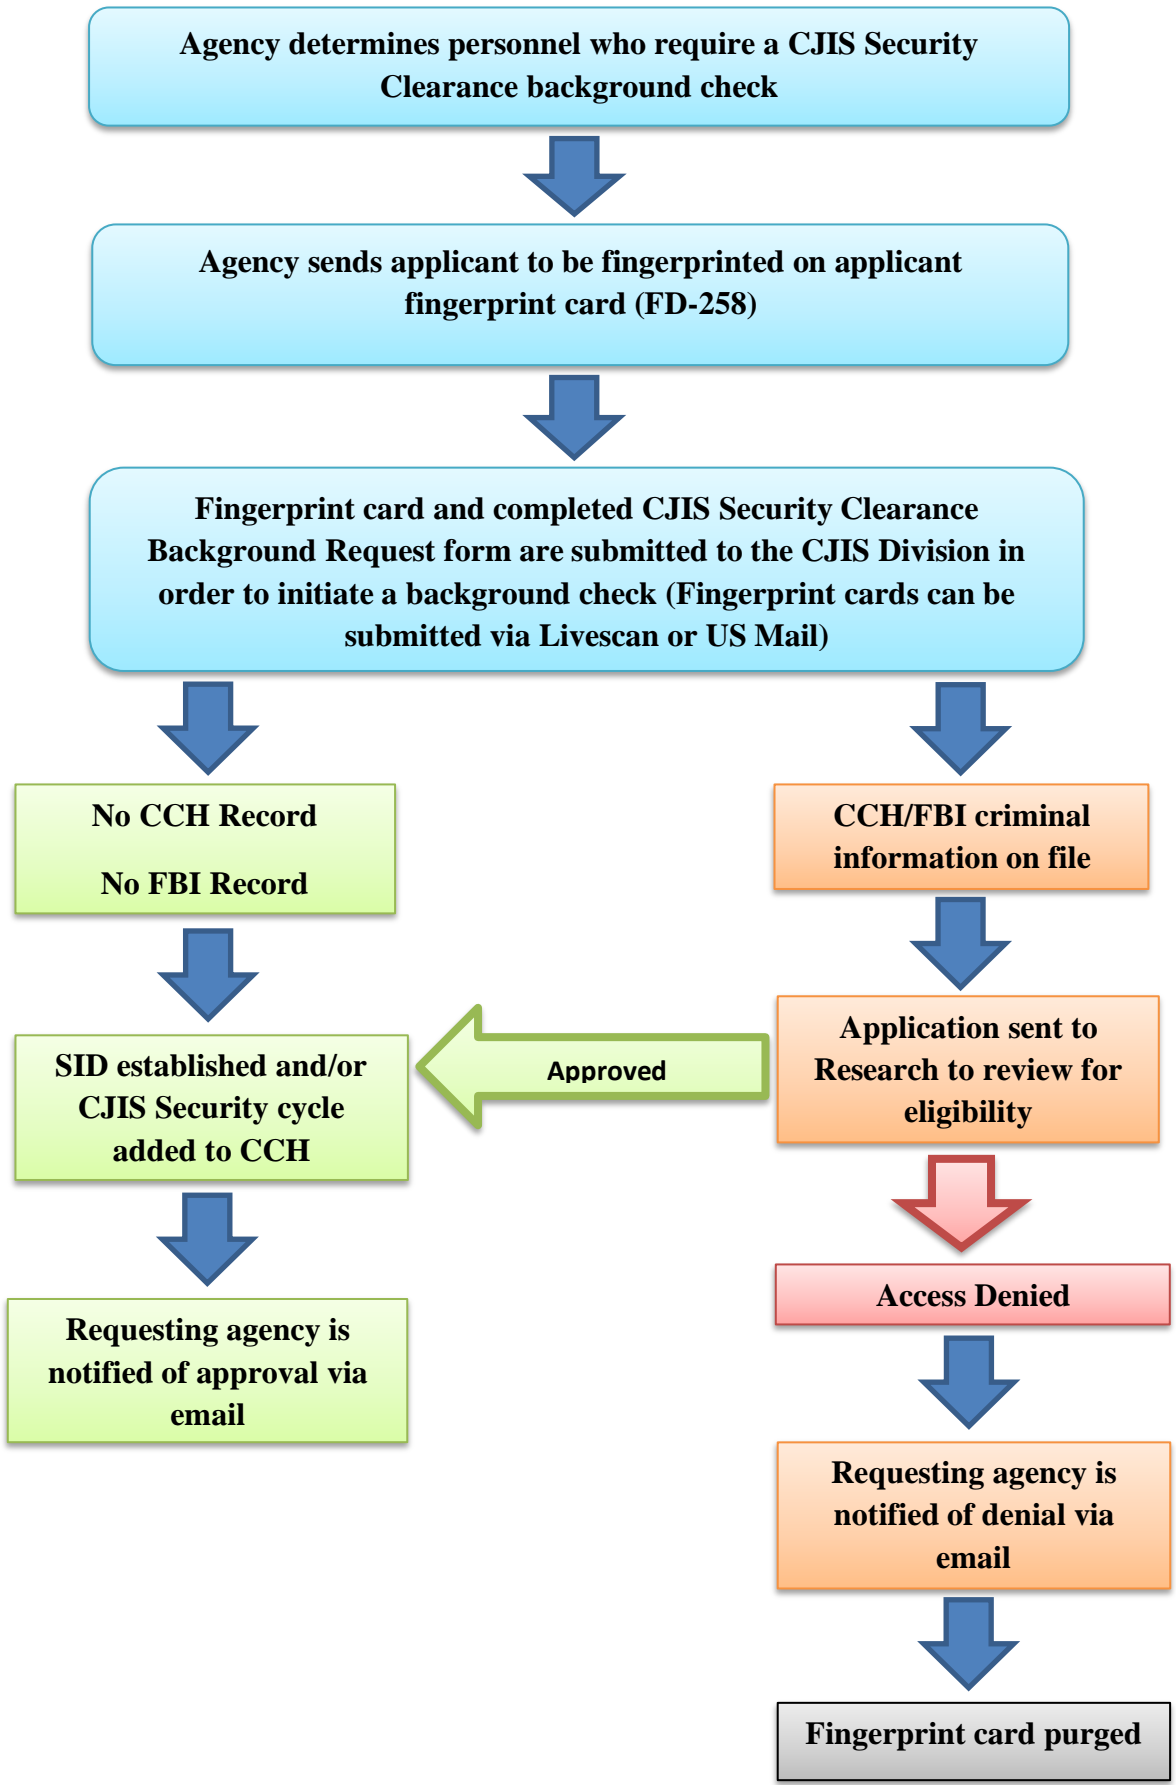 Agency determines personnel who require a CJIS Security
Clearance background check
Agency sends applicant to be fingerprinted on applicant
fingerprint card (FD-258)
Fingerprint card and completed CJIS Security Clearance
Background Request form are submitted to the CJIS Division in
order to initiate a background check (Fingerprint cards can be
submitted via Livescan or US Mail)
No CCH Record
No FBI Record
CCH/FBI criminal
information on file
SID established and/or
CJIS Security cycle
added to CCH
Approved
Application sent to
Research to review for
eligibility
Requesting agency is
notified of approval via
email
Access Denied
Requesting agency is
notified of denial via
email
Fingerprint card purged